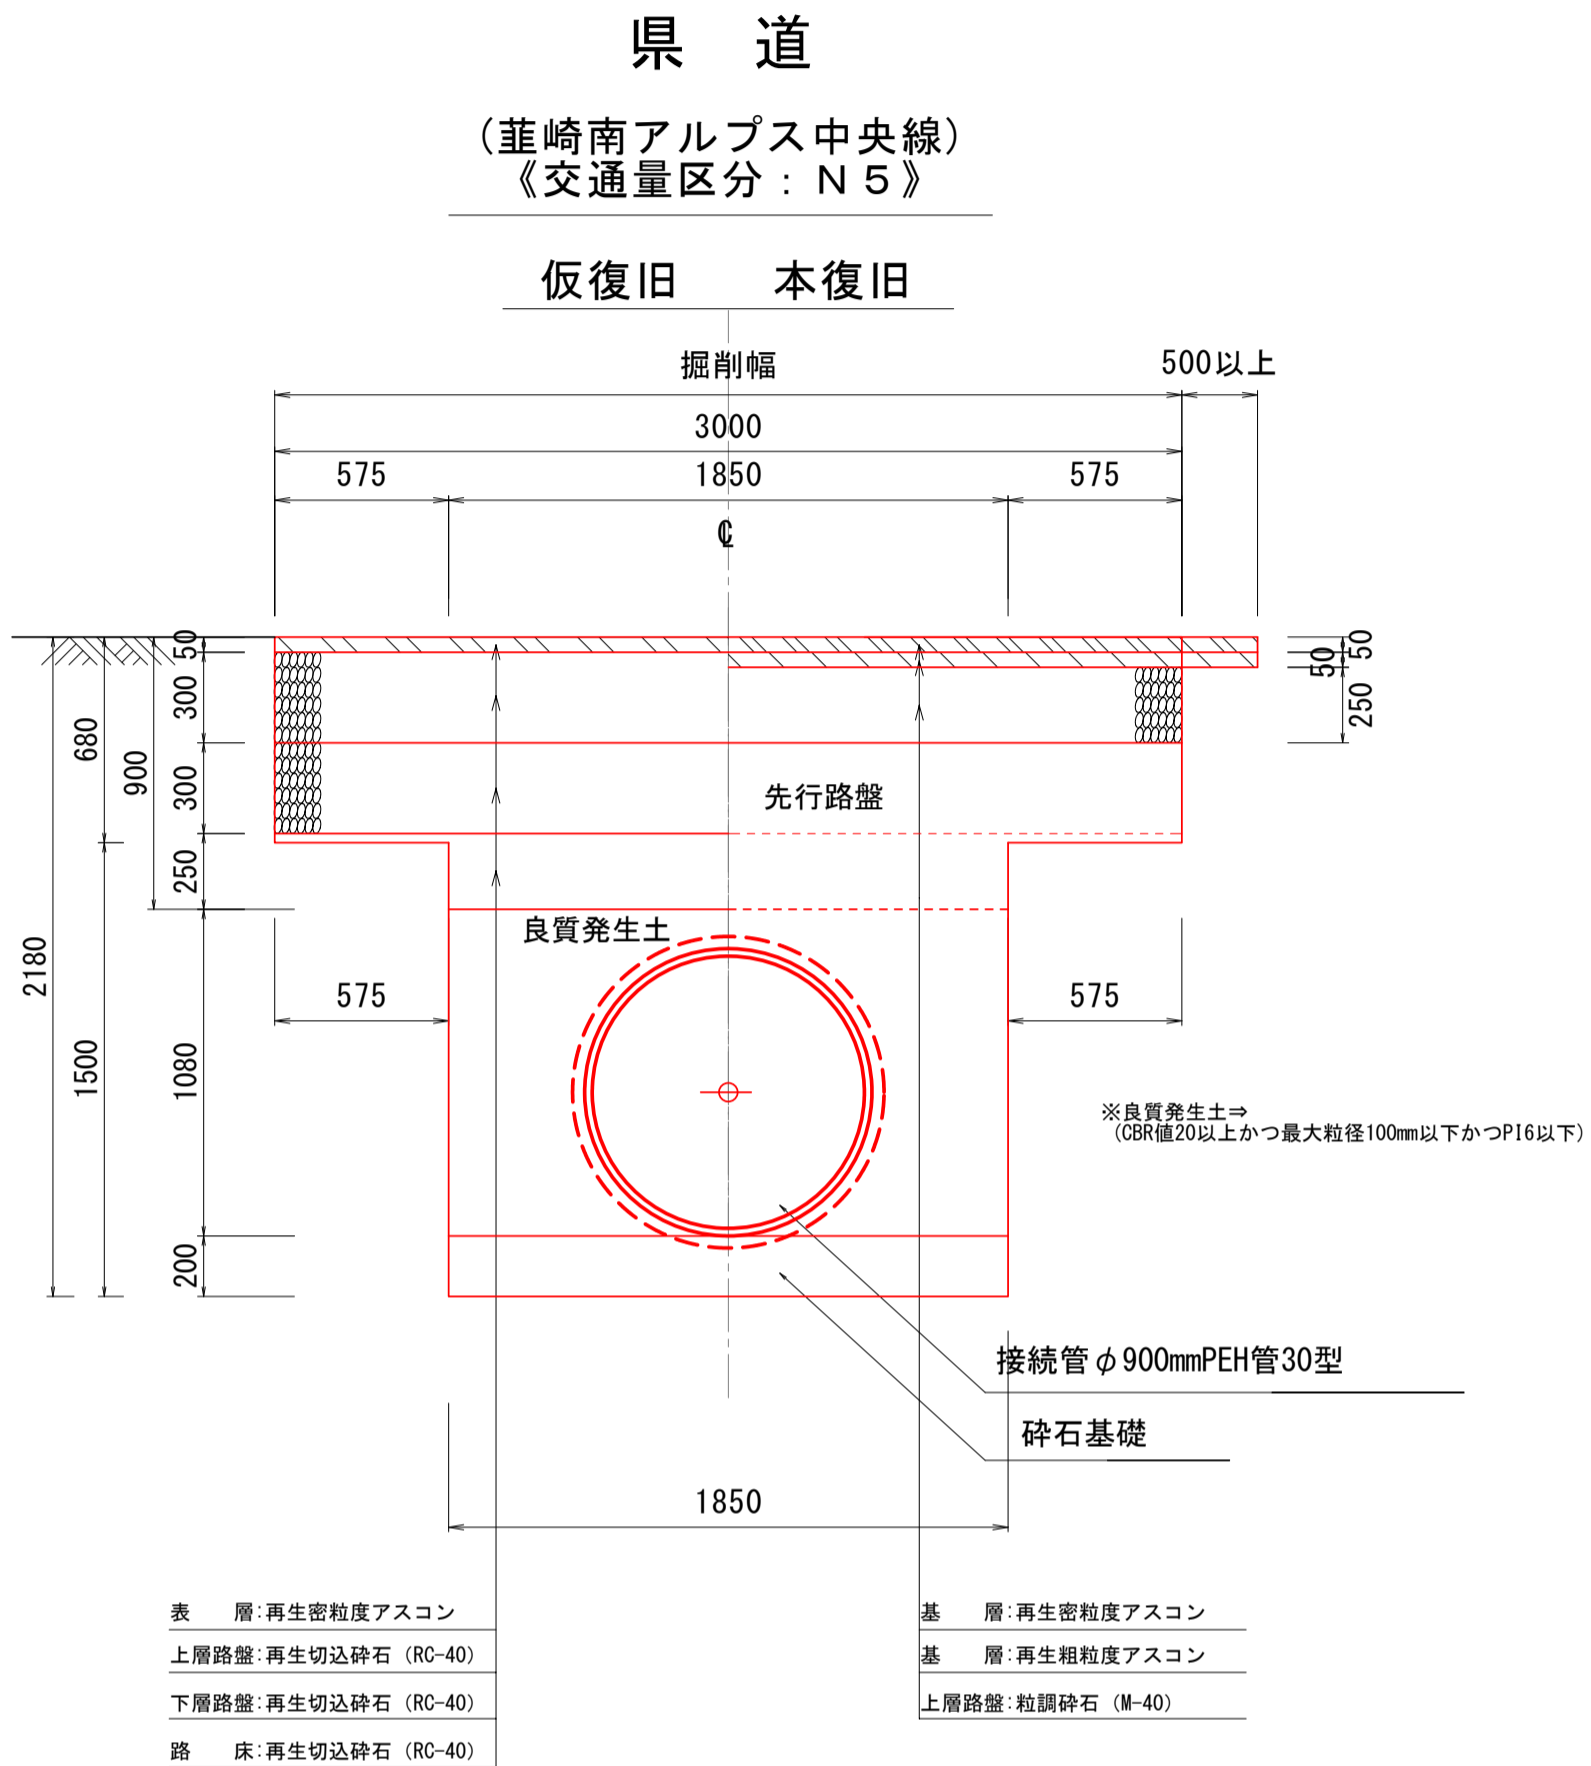 県　道
（韮崎南アルプス中央線）
《交通量区分：Ｎ５》
仮復旧　　本復旧
掘削幅
500以上
3000
575
1850
575
℄
50
300
680
900
300
250
2180
1500
1080
200
50
50
250
先行路盤
良質発生土
575
575
※良質発生土⇒
（CBR値20以上かつ最大粒径100mm以下かつPI6以下）
接続管φ900mmPEH管30型
砕石基礎
1850
表　　層：再生密粒度アスコン
上層路盤：再生切込砕石（RC-40）
下層路盤：再生切込砕石（RC-40）
路　　床：再生切込砕石（RC-40）
基　　層：再生密粒度アスコン
基　　層：再生粗粒度アスコン
上層路盤：粒調砕石（M-40）